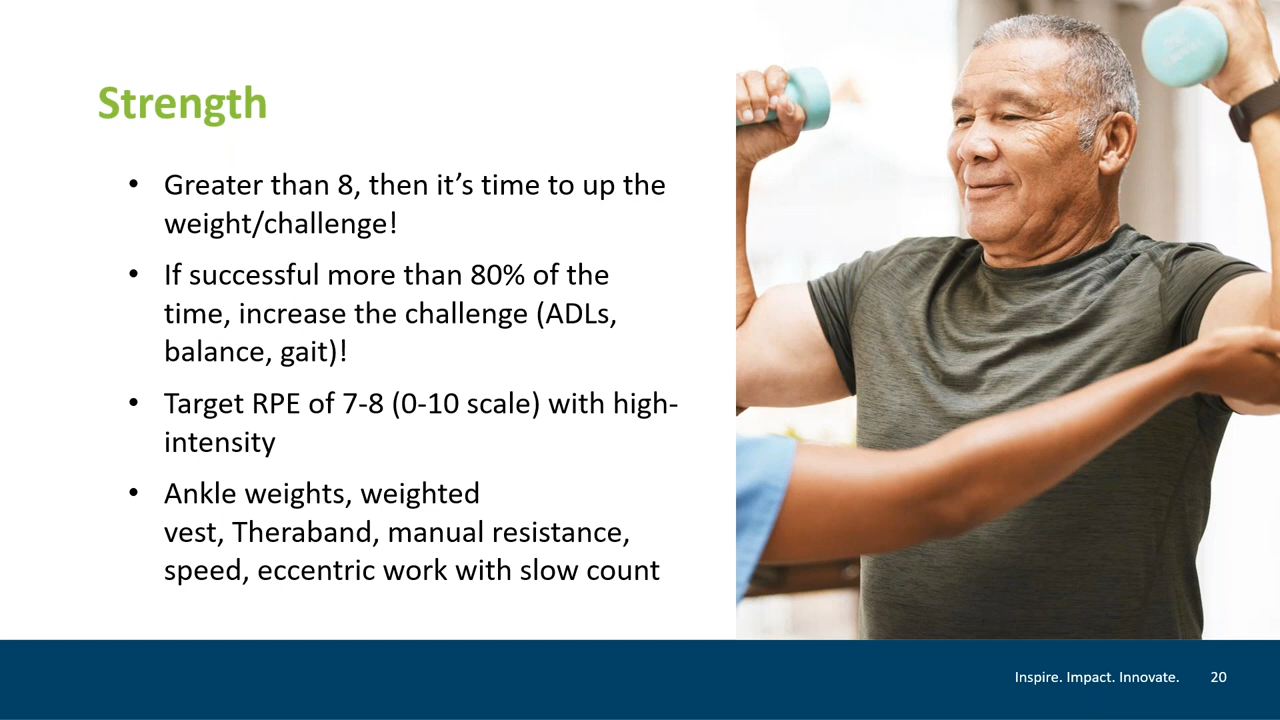 Strength
• Greater than 8, then it’s time to up the
weight/challenge!
• If successful more than 80% of the
time, increase the challenge (ADLs,
balance, gait)!
• Target RPE of 7-8 (0-10 scale) with high-
intensity
• Ankle weights, weighted
vest, Theraband, manual resistance,
speed, eccentric work with slow count
Inspire. Impact. Innovate. 20